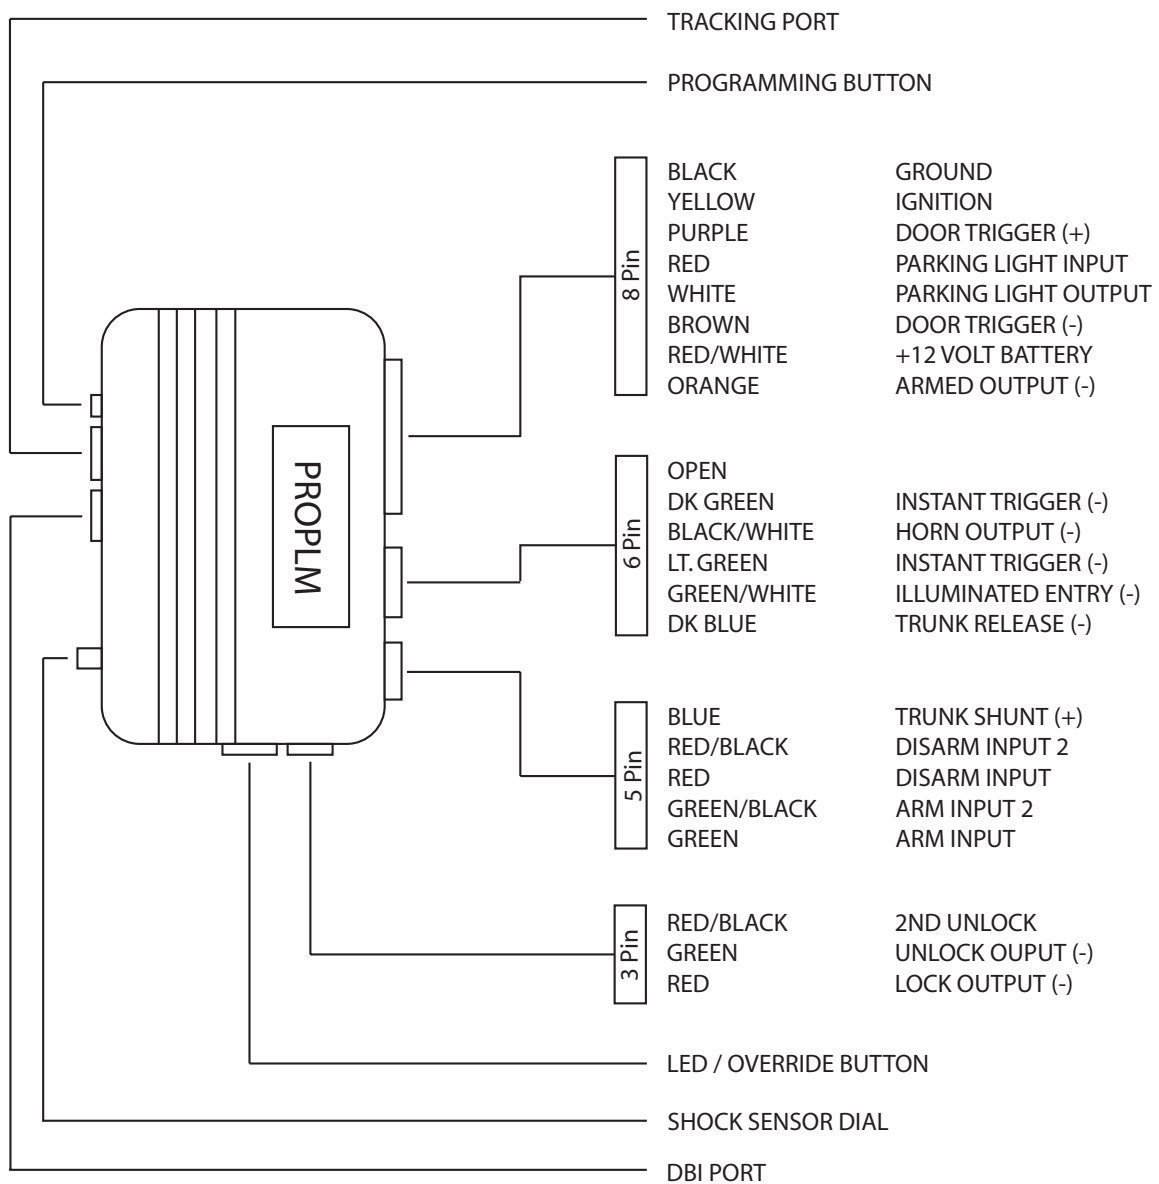 TRACKING PORT
PROGRAMMING BUTTON
8 Pin
BLACK GROUND
YELLOW IGNITION
PURPLE DOOR TRIGGER (+)
RED PARKING LIGHT INPUT
WHITE PARKING LIGHT OUTPUT
BROWN DOOR TRIGGER (-)
RED/WHITE +12 VOLT BATTERY
ORANGE ARMED OUTPUT (-)
PROPLM
6 Pin
OPEN
DK GREEN INSTANT TRIGGER (-)
BLACK/WHITE HORN OUTPUT (-)
LT. GREEN INSTANT TRIGGER (-)
GREEN/WHITE ILLUMINATED ENTRY (-)
DK BLUE TRUNK RELEASE (-)
5 Pin
BLUE TRUNK SHUNT (+)
RED/BLACK DISARM INPUT 2
RED DISARM INPUT
GREEN/BLACK ARM INPUT 2
GREEN ARM INPUT
3 Pin
RED/BLACK 2ND UNLOCK
GREEN UNLOCK OUPUT (-)
RED LOCK OUTPUT (-)
LED / OVERRIDE BUTTON
SHOCK SENSOR DIAL
DBI PORT